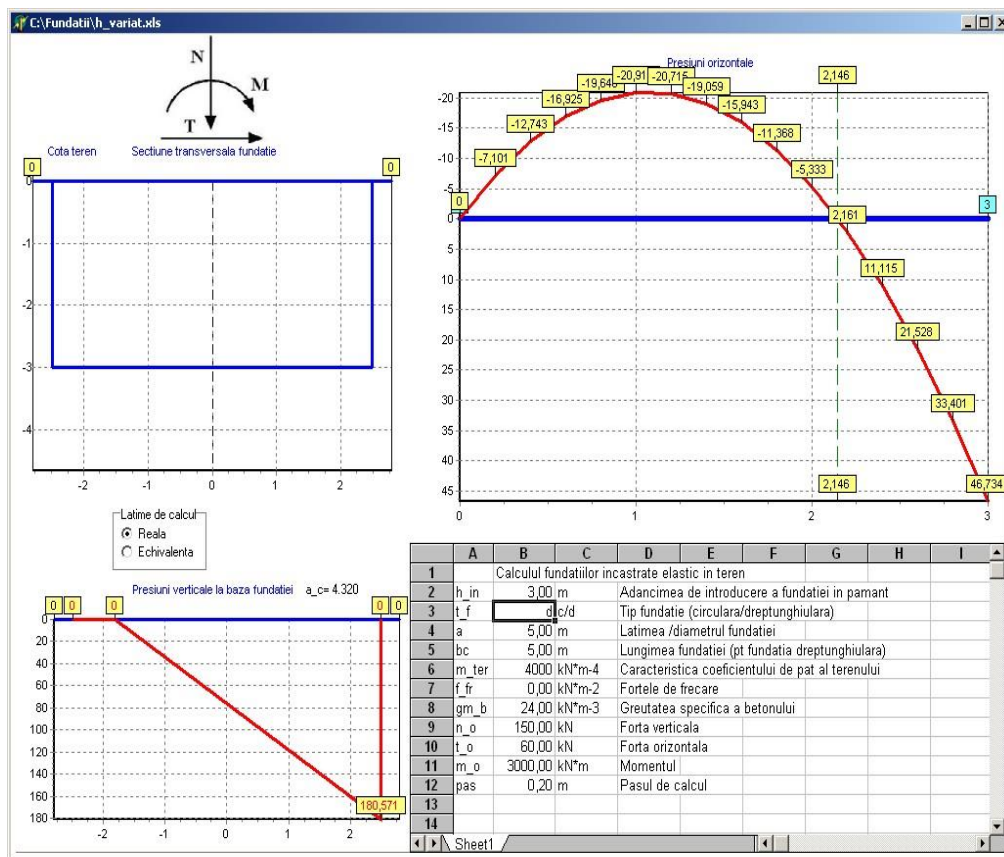 C:\Fundatii\h_variat.xls
N
M
T
Cota teren Sectiune transversala fundatie
0 0
0
-1
-2
-3
-4
-2 -1 0 1 2
Presiuni orizontale
2,146
-20
-15
-10
-5
0
5
10
15
20
25
30
35
40
45
0
-7,101
-12,743
-16,925
-20,715
-19,059
-15,943
-11,368
-5,333
2,161
11,115
21,528
33,401
46,734
3
2,146
0 1 2 3
Latime de calcul
Reala
Echivalenta
Presiuni verticale la baza fundatiei a_c= 4.320
0 0 0 0 0
0
20
40
60
80
100
120
140
160
180
180,571
-2 -1 0 1 2
A B C D E F G H I
1 Calculul fundatiilor incastrate elastic in teren
2 h_in 3,00 m Adancimea de introducere a fundatiei in pamant
3 t_f d c/d Tip fundatie (circulara/dreptunghiulara)
4 a 5,00 m Latimea /diametrul fundatiei
5 bc 5,00 m Lungimea fundatiei (pt fundatia dreptunghiulara)
6 m_ter 4000 kN*m-4 Caracteristica coeficientului de pat al terenului
7 f_fr 0,00 kN*m-2 Fortele de frecare
8 gm_b 24,00 kN*m-3 Greutatea specifica a betonului
9 n_o 150,00 kN Forta verticala
10 t_o 60,00 kN Forta orizontala
11 m_o 3000,00 kN*m Momentul
12 pas 0,20 m Pasul de calcul
13
14
Sheet1